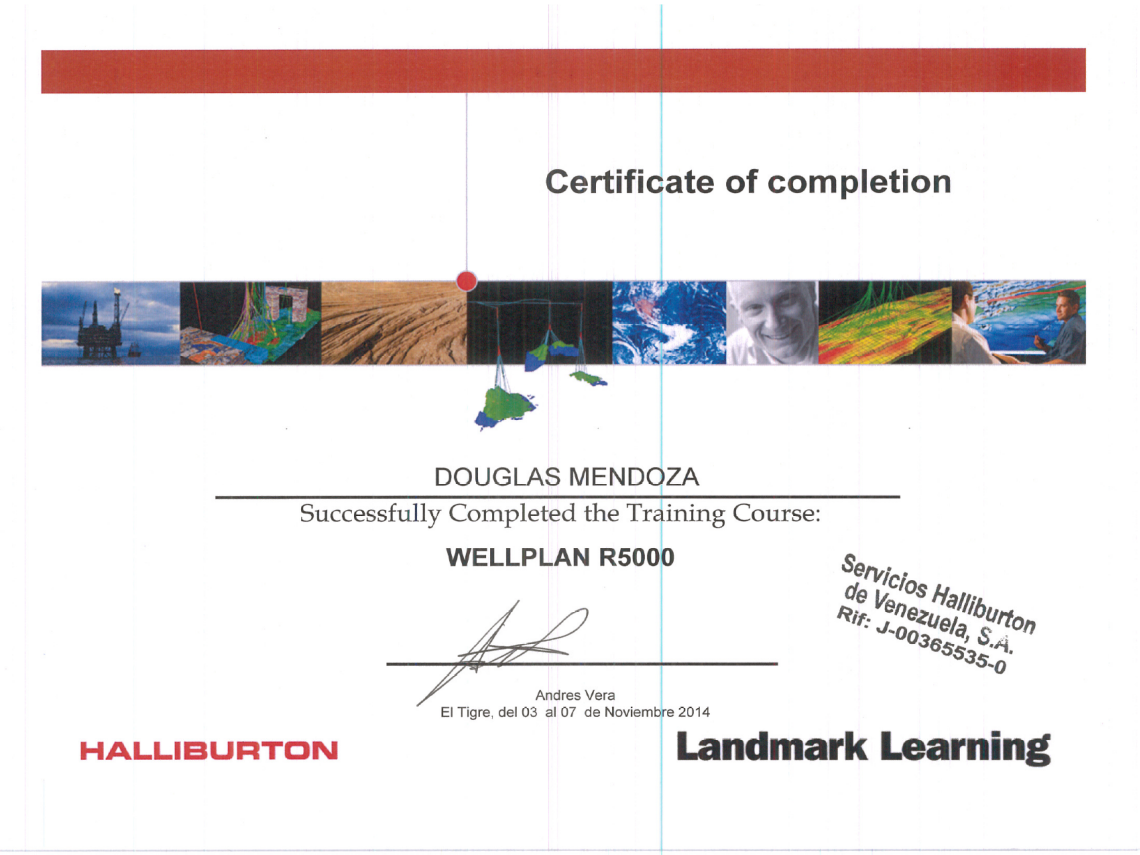 Certificate of completion
DOUGLAS MENDOZA
Successfully Completed the Training Course:
WELLPLAN R5000
Servicios Halliburton
de Venezuela, S.A.
Rif: J-00365535-0
Andres Vera
El Tigre, del 03 al 07 de Noviembre 2014
HALLIBURTON
Landmark Learning